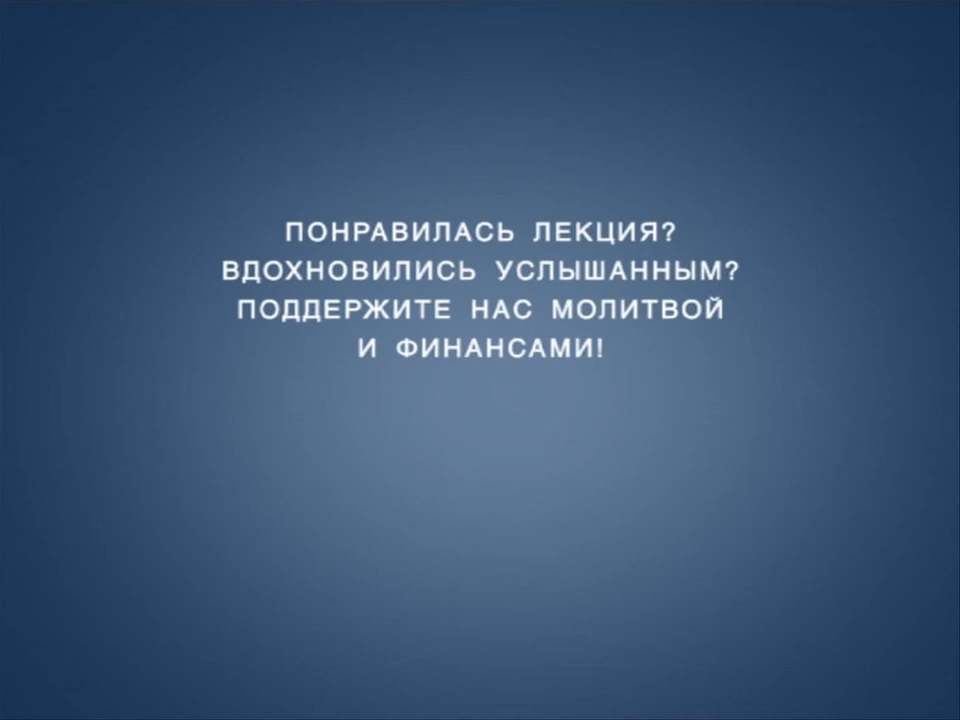 ПОНРАВИЛАСЬ ЛЕКЦИЯ?
ВДОХНОВИЛИСЬ УСЛЫШАННЫМ?
ПОДДЕРЖИТЕ НАС МОЛИТВОЙ
И ФИНАНСАМИ!